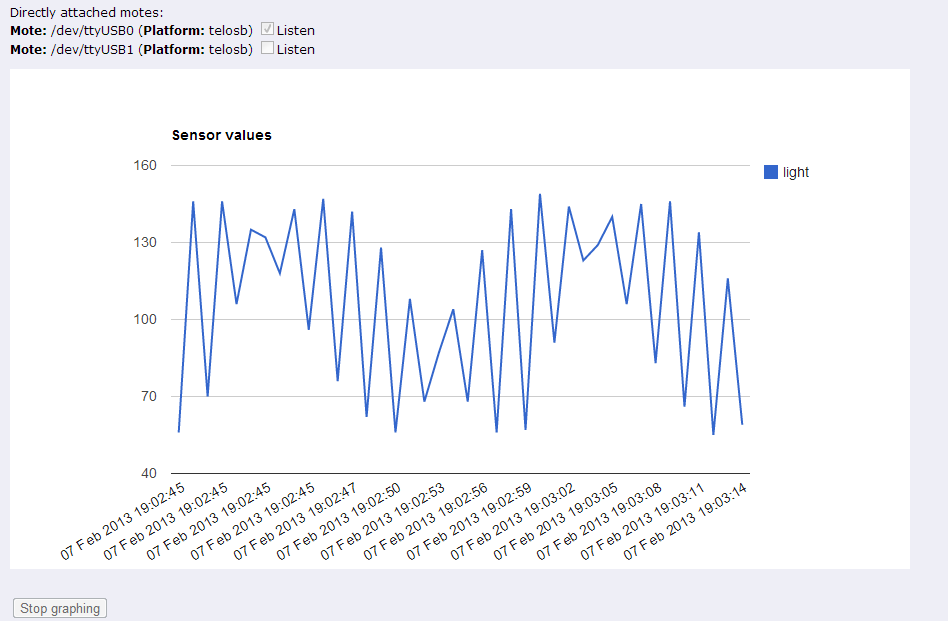 Directly attached motes:
Mote: /dev/ttyUSB0 (Platform: telosb) Listen
Mote: /dev/ttyUSB1 (Platform: telosb) Listen
Sensor values
160
light
130
100
70
40
07 Feb 2013 19:02:45
07 Feb 2013 19:02:45
07 Feb 2013 19:02:45
07 Feb 2013 19:02:45
07 Feb 2013 19:02:47
07 Feb 2013 19:02:50
07 Feb 2013 19:02:53
07 Feb 2013 19:02:56
07 Feb 2013 19:02:59
07 Feb 2013 19:03:02
07 Feb 2013 19:03:05
07 Feb 2013 19:03:08
07 Feb 2013 19:03:11
07 Feb 2013 19:03:14
Stop graphing